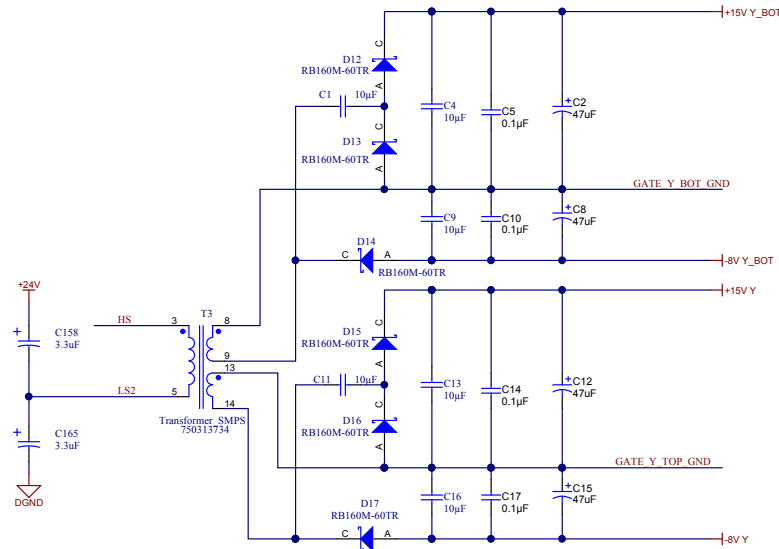 +15V Y_BOT
C
D12
RB160M-60TR
A
C1
10µF
C4
10µF
C5
0.1µF
+
C2
47uF
C
D13
RB160M-60TR
A
GATE_Y_BOT_GND
C9
10µF
C10
0.1µF
+
C8
47uF
D14
C
A
RB160M-60TR
-8V Y_BOT
+24V
+15V Y
HS
3
T3
8
C
D15
RB160M-60TR
A
+
C158
3.3uF
9
13
C11
10µF
C13
10µF
C14
0.1µF
+
C12
47uF
LS2
5
14
C
D16
RB160M-60TR
A
Transformer_SMPS
750313734
+
C165
3.3uF
GATE_Y_TOP_GND
DGND
C16
10µF
C17
0.1µF
+
C15
47uF
D17
RB160M-60TR
C
A
-8V Y